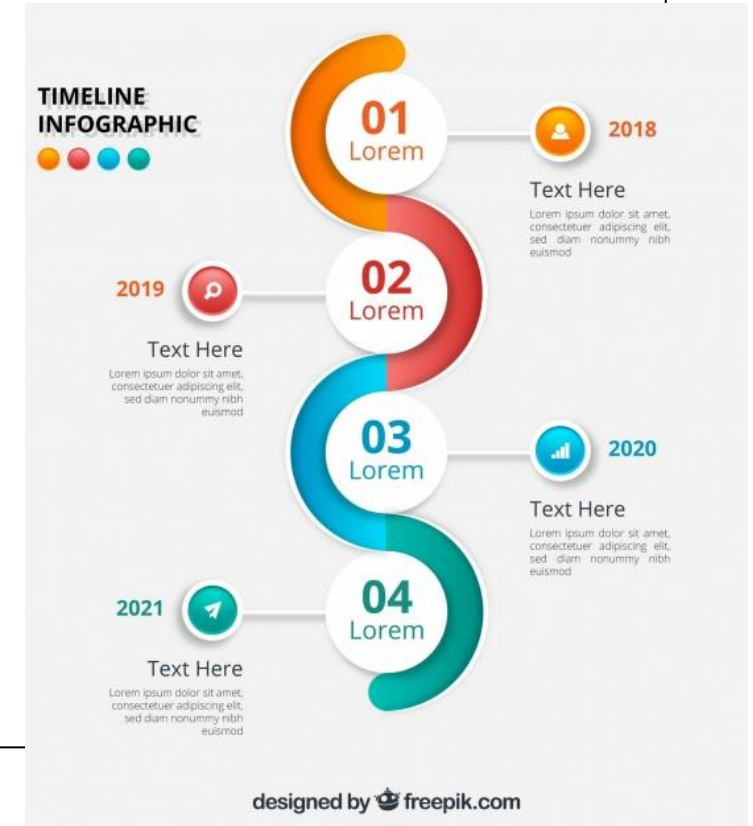 TIMELINE
INFOGRAPHIC
01
Lorem
2018
Text Here
Lorem ipsum dolor sit amet,
consectetuer adipiscing elit,
sed diam nonummy nibh
euismod
02
Lorem
2019
Text Here
Lorem ipsum dolor sit amet,
consectetuer adipiscing elit,
sed diam nonummy nibh
euismod
03
Lorem
2020
Text Here
Lorem ipsum dolor sit amet,
consectetuer adipiscing elit,
sed diam nonummy nibh
euismod
04
Lorem
2021
Text Here
Lorem ipsum dolor sit amet,
consectetuer adipiscing elit,
sed diam nonummy nibh
euismod
designed by freepik.com